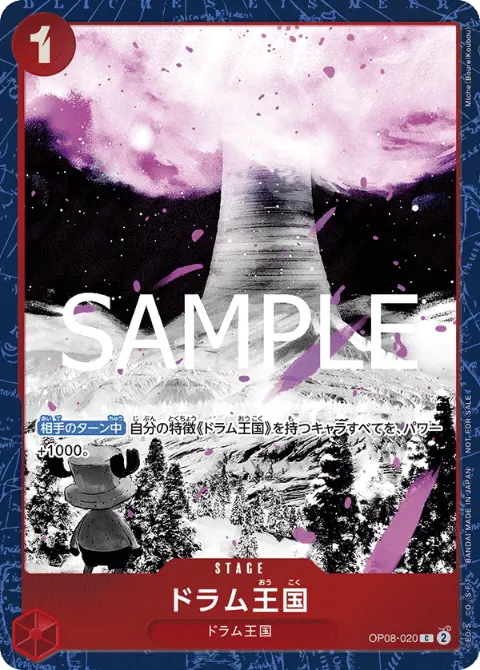 1
Miche(BoureiKoubou)
SAMPLE
相手のターン中 自分の特徴《ドラム王国》を持つキャラすべてを、パワー
+1000。
BANDAI MADE IN JAPAN NOT FOR SALE
STAGE
ドラム王国
ドラム王国
OP08-020 C 2